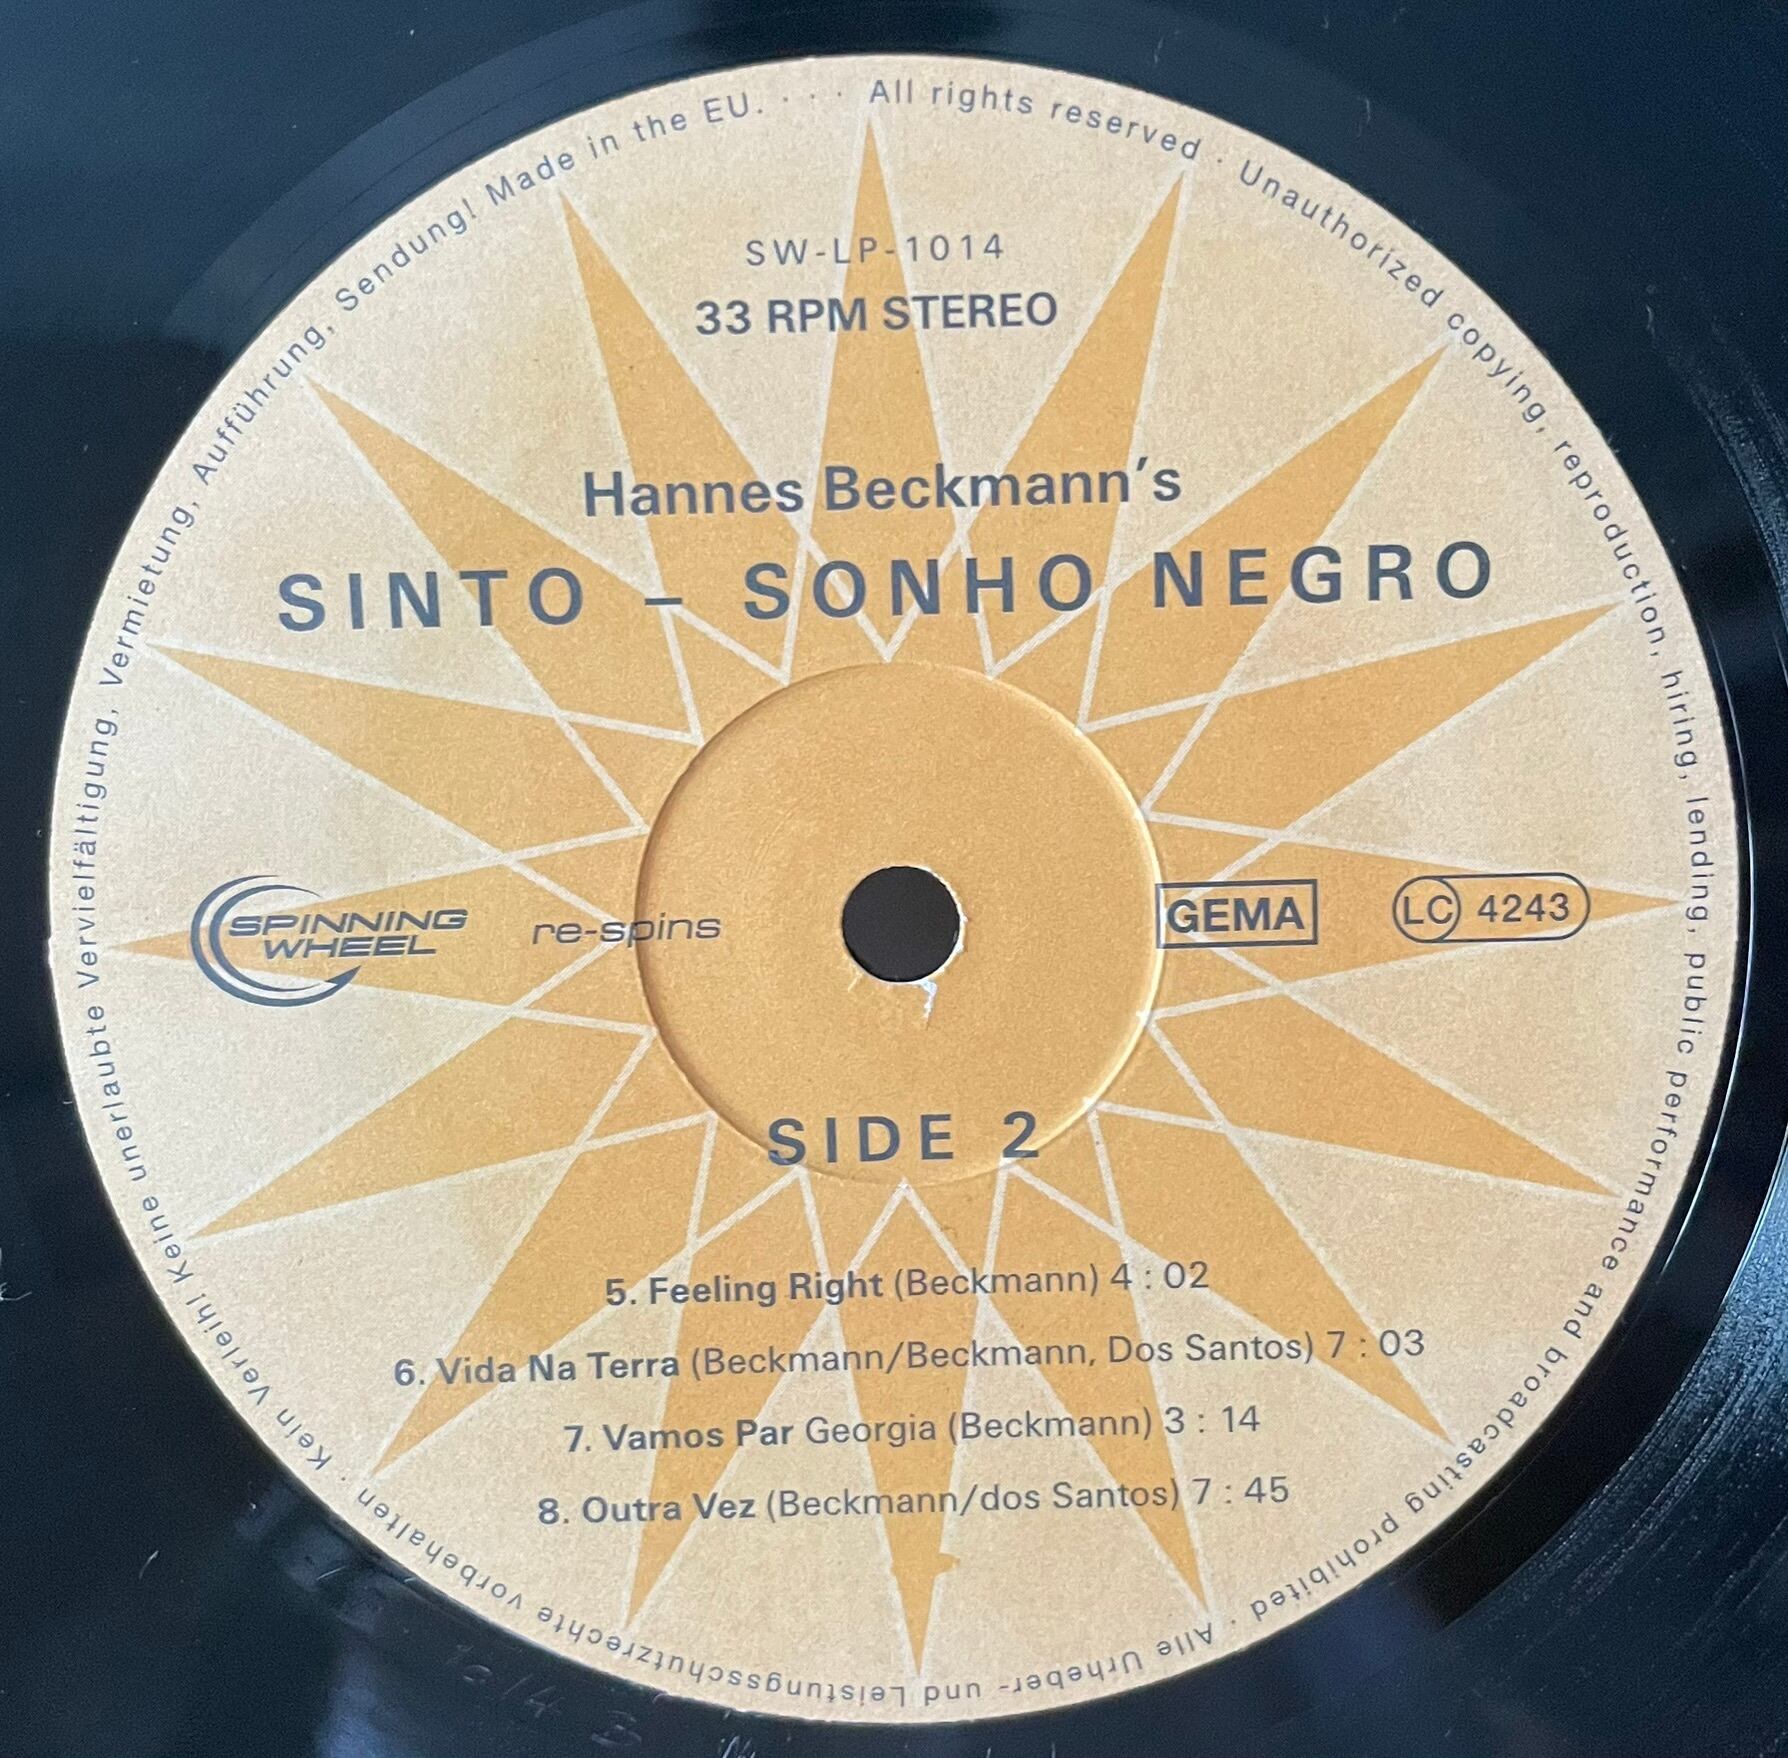 All rights reserved · Unauthorized copying, reproduction, hiring, lending, public performance and broadcasting prohibited · Alle Urheber- und Leistungsschutzrechte vorbehalten · Kein Verleih! Keine unerlaubte Vervielfältigung, Vermietung, Aufführung, Sendung! Made in the EU. · · ·
SW-LP-1014
33 RPM STEREO
Hannes Beckmann's
SINTO – SONHO NEGRO
SPINNING
WHEEL
re-spins
GEMA
LC 4243
SIDE 2
5. Feeling Right (Beckmann) 4 : 02
6. Vida Na Terra (Beckmann/Beckmann, Dos Santos) 7 : 03
7. Vamos Par Georgia (Beckmann) 3 : 14
8. Outra Vez (Beckmann/dos Santos) 7 : 45